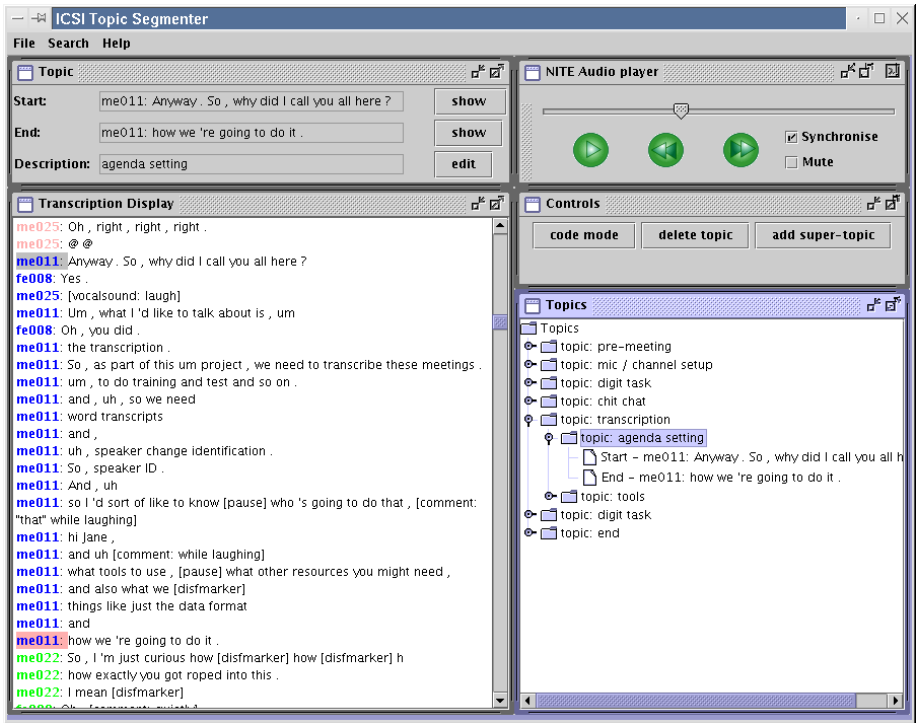 ICSI Topic Segmenter
File Search Help
Topic
Start: me011: Anyway . So , why did I call you all here ? show
End: me011: how we 're going to do it . show
Description: agenda setting edit
NITE Audio player
Synchronise
Mute
Transcription Display
me025: Oh , right , right , right .
me025: @ @
me011: Anyway . So , why did I call you all here ?
fe008: Yes .
me025: [vocalsound: laugh]
me011: Um , what I 'd like to talk about is , um
fe008: Oh , you did .
me011: the transcription .
me011: So , as part of this um project , we need to transcribe these meetings .
me011: um , to do training and test and so on .
me011: and , uh , so we need
me011: word transcripts
me011: and ,
me011: uh , speaker change identification .
me011: So , speaker ID .
me011: And , uh
me011: so I 'd sort of like to know [pause] who 's going to do that , [comment:
"that" while laughing]
me011: hi Jane ,
me011: and uh [comment: while laughing]
me011: what tools to use , [pause] what other resources you might need ,
me011: and also what we [disfmarker]
me011: things like just the data format
me011: and
me011: how we 're going to do it .
me022: So , I 'm just curious how [disfmarker] how [disfmarker] h
me022: how exactly you got roped into this .
me022: I mean [disfmarker]
Controls
code mode delete topic add super-topic
Topics
Topics
topic: pre-meeting
topic: mic / channel setup
topic: digit task
topic: chit chat
topic: transcription
topic: agenda setting
Start - me011: Anyway . So , why did I call you all h
End - me011: how we 're going to do it .
topic: tools
topic: digit task
topic: end